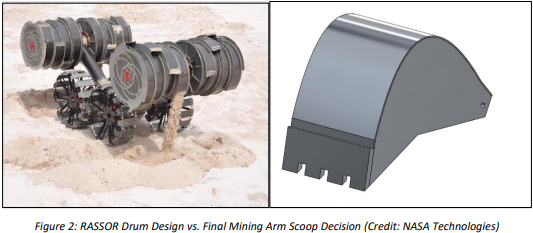 Figure 2: RASSOR Drum Design vs. Final Mining Arm Scoop Decision (Credit: NASA Technologies)